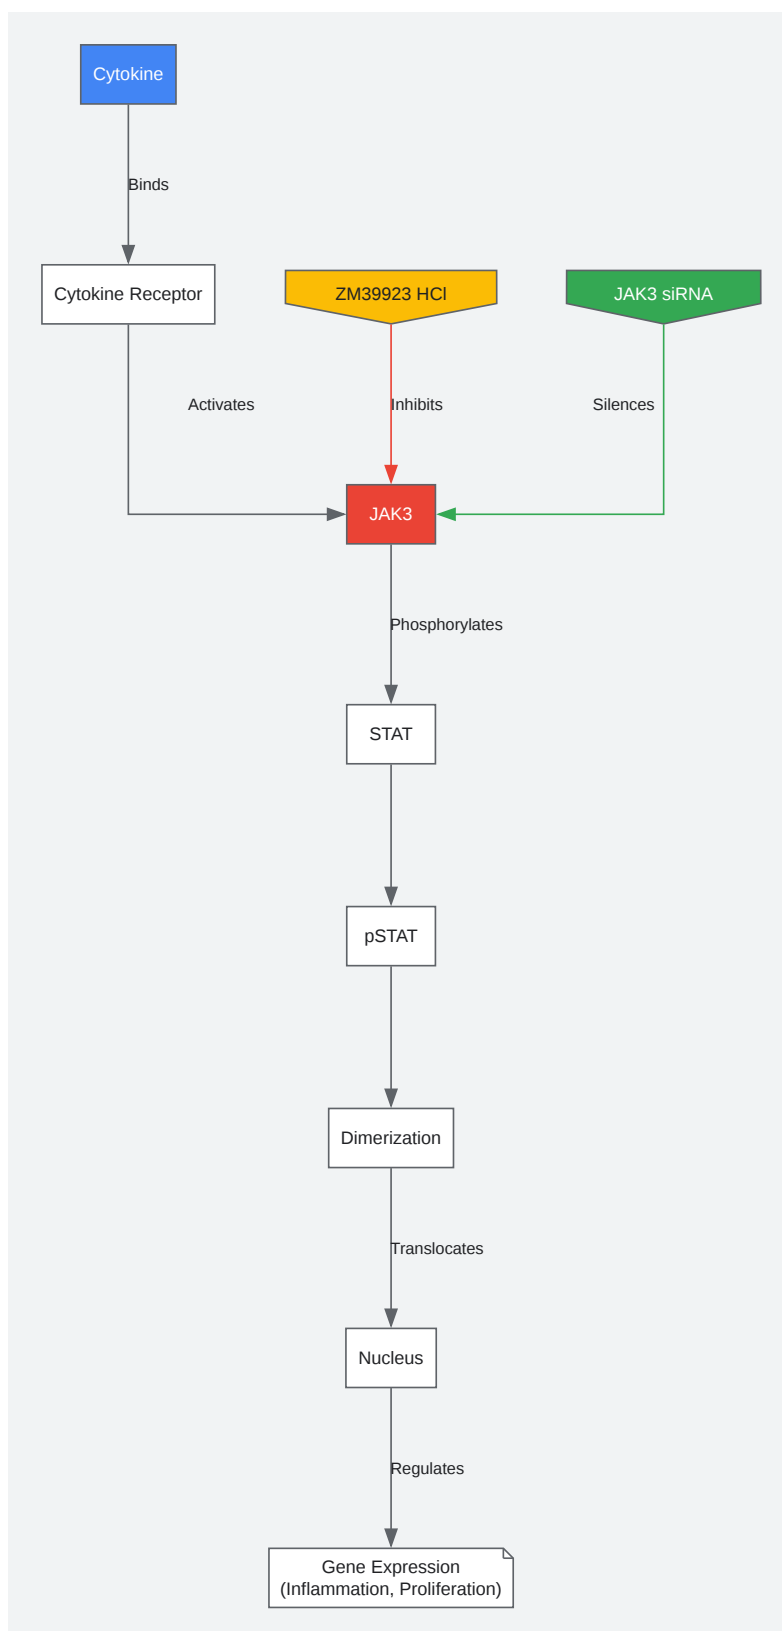 Cytokine
Binds
Cytokine Receptor
ZM39923 HCl
JAK3 siRNA
Activates
Inhibits
Silences
JAK3
Phosphorylates
STAT
pSTAT
Dimerization
Translocates
Nucleus
Regulates
Gene Expression
(Inflammation, Proliferation)